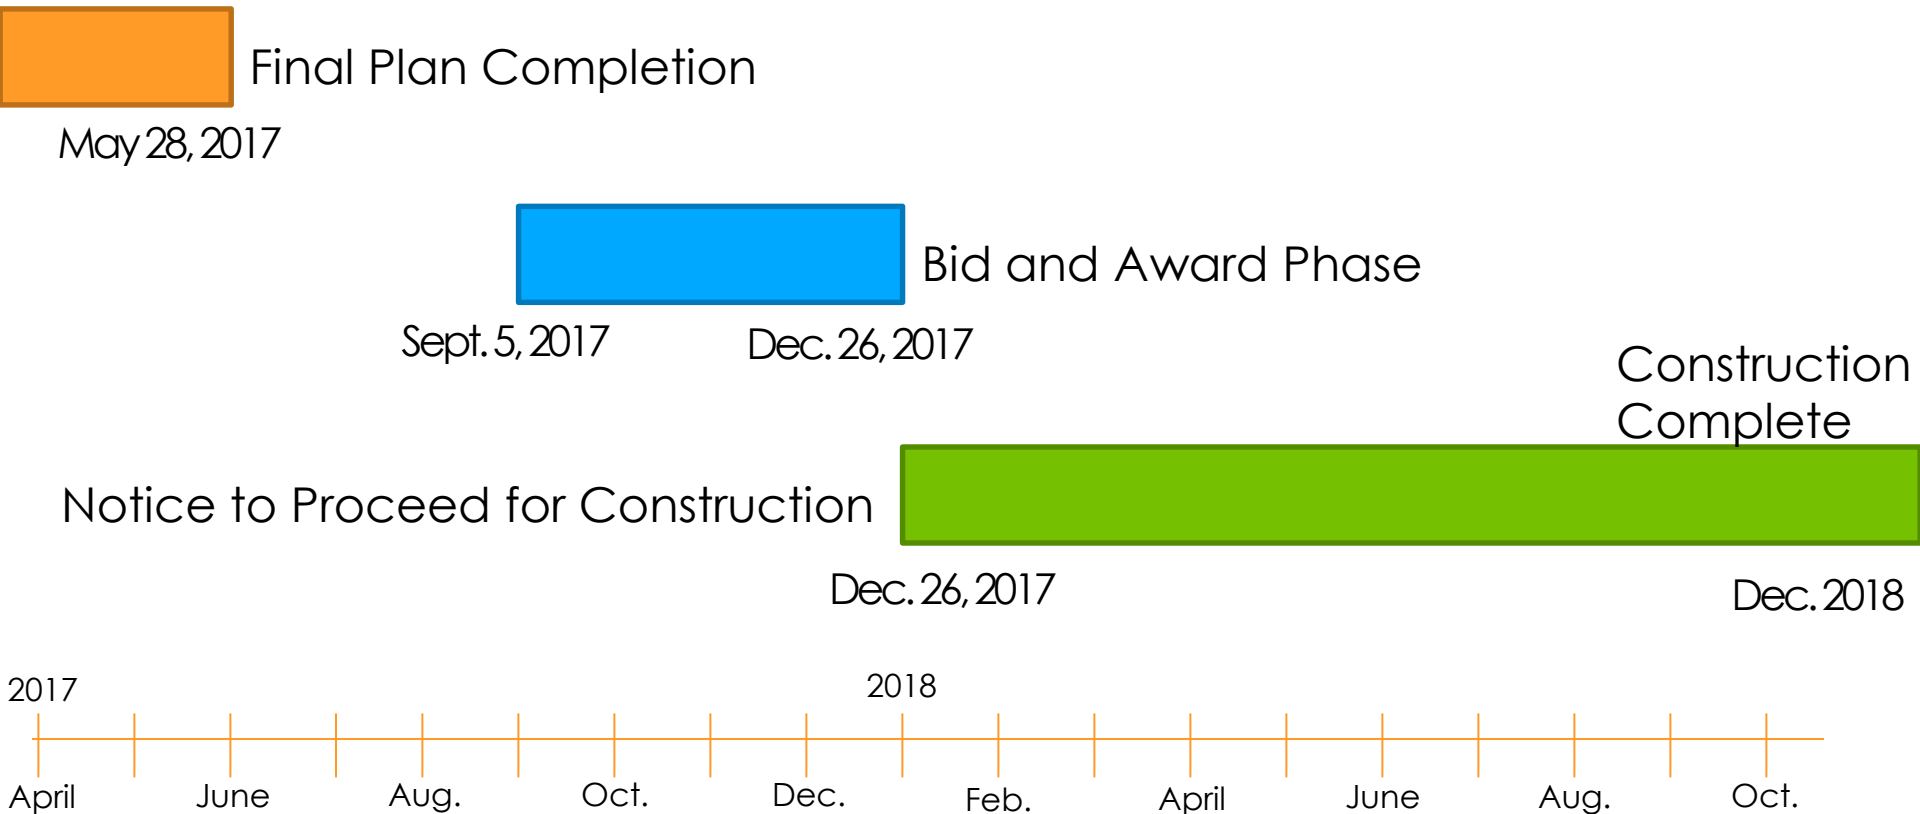 Final Plan Completion
May 28, 2017
Bid and Award Phase
Sept. 5, 2017
Dec. 26, 2017
Construction
Complete
Notice to Proceed for Construction
Dec. 26, 2017
Dec. 2018
2017
2018
April
June
Aug.
Oct.
Dec.
Feb.
April
June
Aug.
Oct.